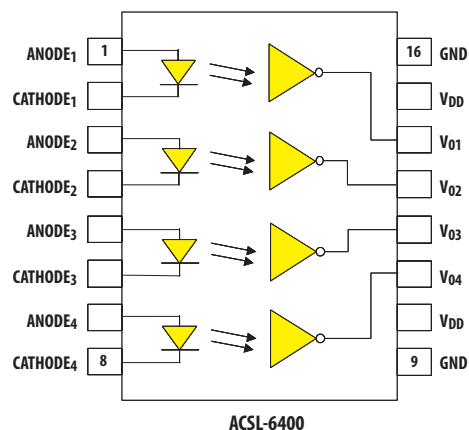 ANODE1 1 16 GND
CATHODE1 VDD
ANODE2 V01
CATHODE2 V02
ANODE3 V03
CATHODE3 V04
ANODE4 VDD
CATHODE4 8 9 GND
ACSL-6400